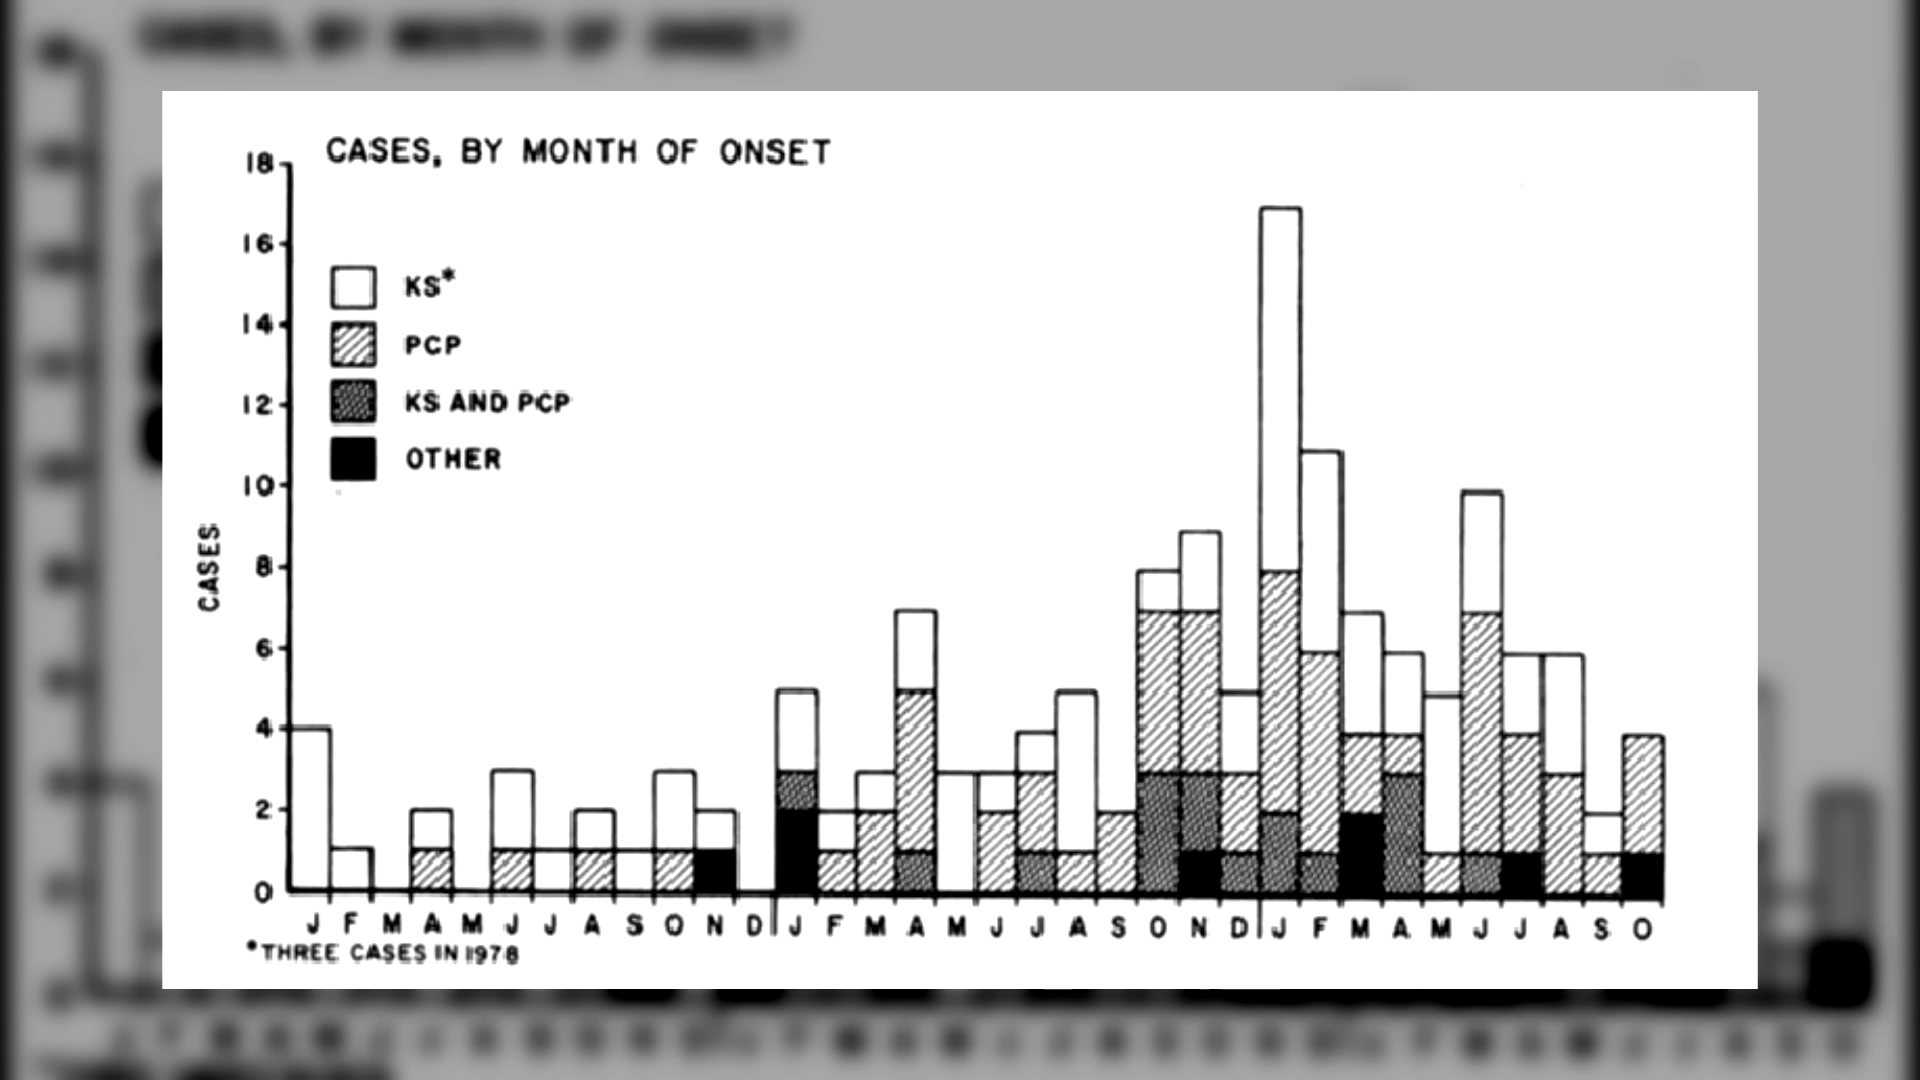 CASES, BY MONTH OF ONSET
18
16
14
12
10
8
6
4
2
0
CASES
KS*
PCP
KS AND PCP
OTHER
J F M A M J J A S O N D J F M A M J J A S O N D J F M A M J J A S O
*THREE CASES IN 1978